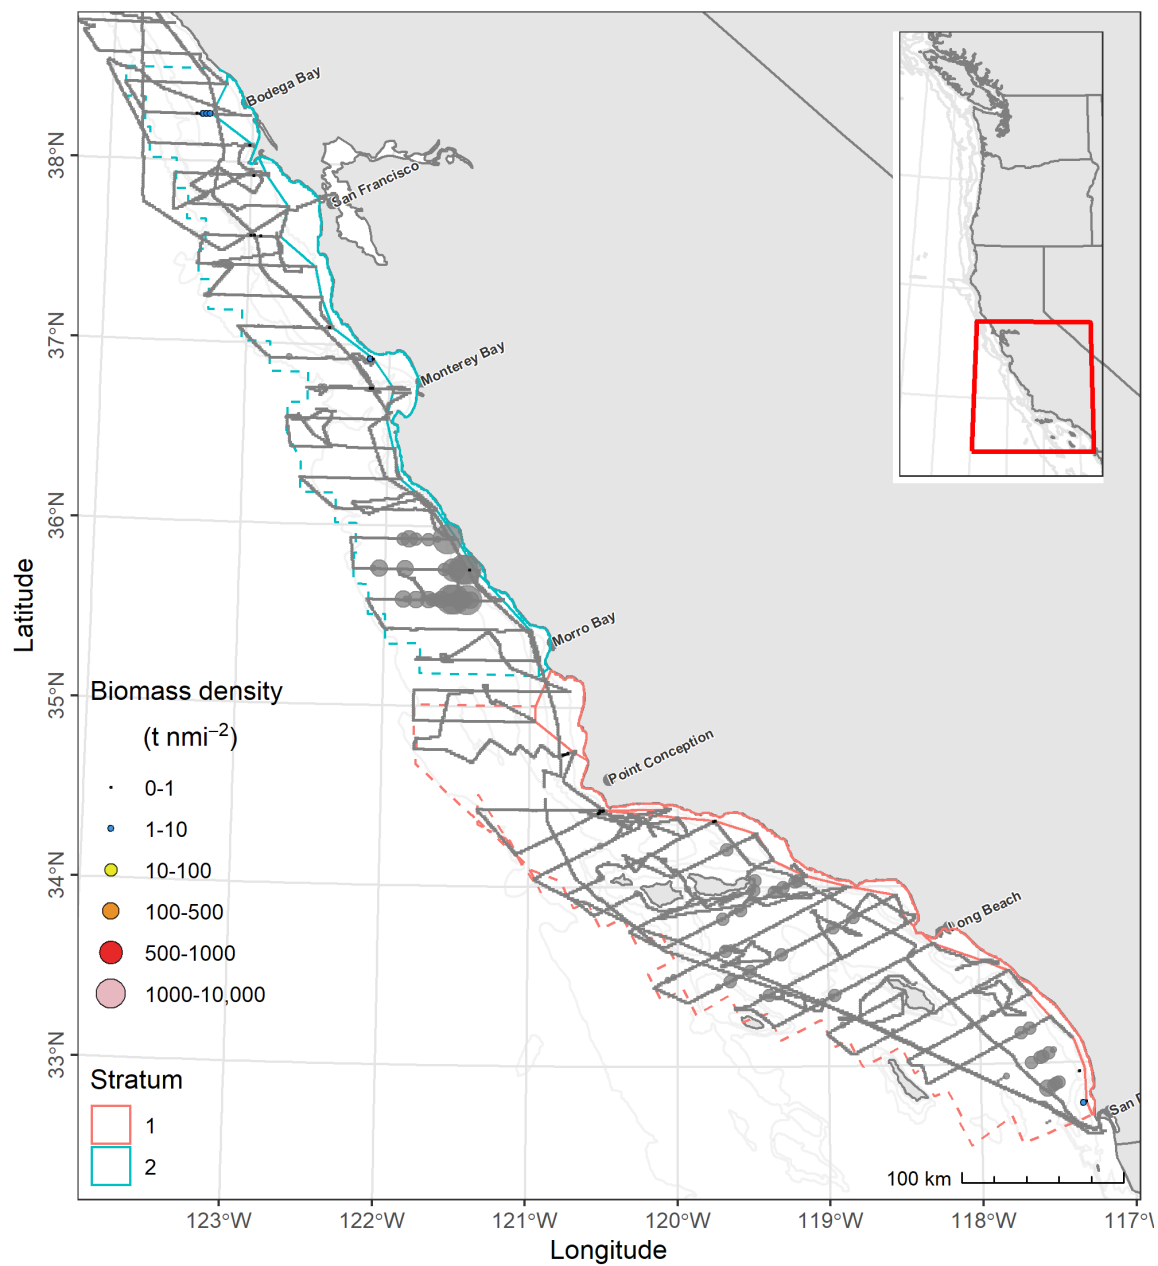 Bodega Bay
San Francisco
Monterey Bay
Morro Bay
Point Conception
Long Beach
San
38°N
37°N
36°N
35°N
34°N
33°N
Latitude
Biomass density
(t nmi⁻²)
0-1
1-10
10-100
100-500
500-1000
1000-10,000
Stratum
1
2
100 km
123°W
122°W
121°W
120°W
119°W
118°W
117°
Longitude